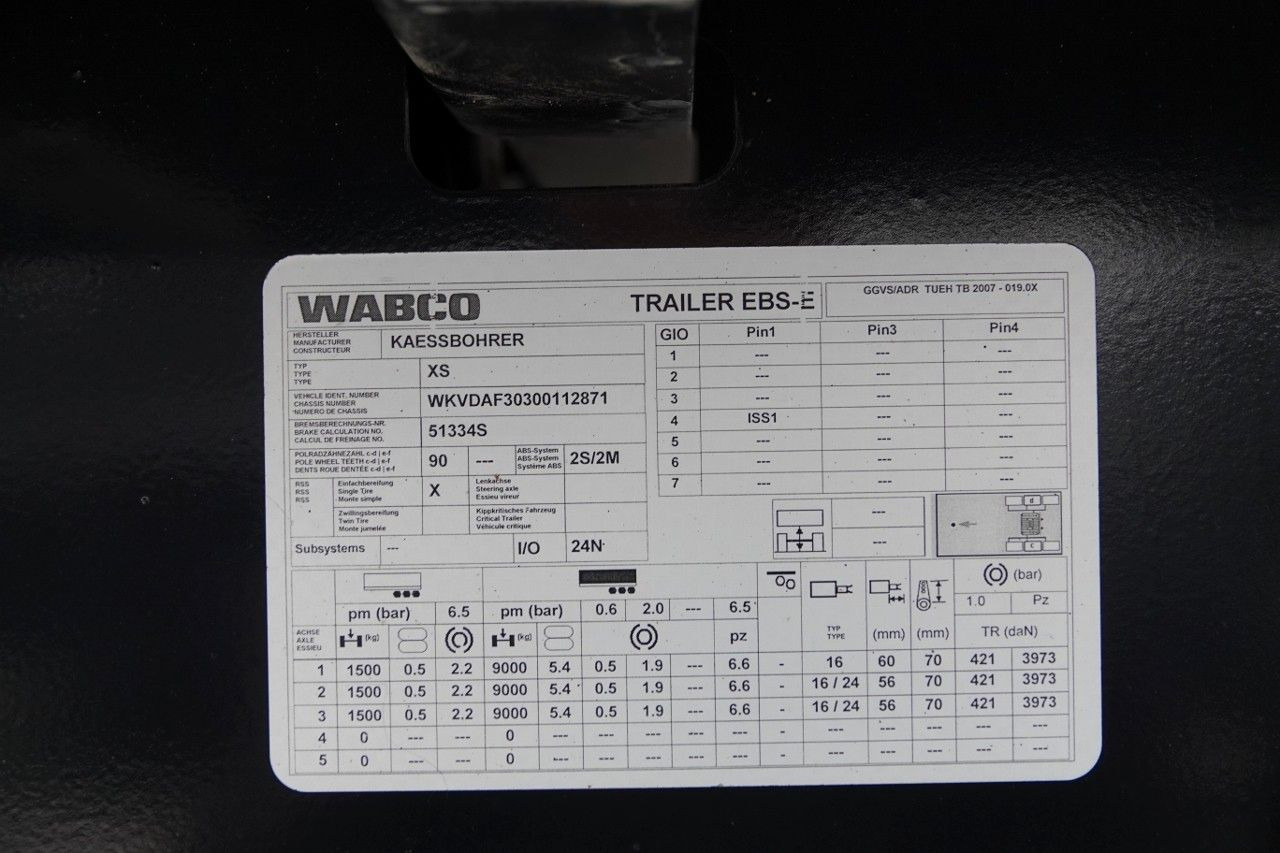 WABCO TRAILER EBS-E GGVS/ADR TUEH TB 2007 - 019.0X
HERSTELLER
MANUFACTURER
CONSTRUCTEUR
KAESSBOHRER
TYP
TYPE
TYPE
XS
VEHICLE IDENT. NUMBER
CHASSIS NUMBER
NUMERO DE CHASSIS
WKVDAF30300112871
BREMSBERECHNUNGS-NR.
BRAKE CALCULATION NO.
CALCUL DE FREINAGE NO.
51334S
POLRADZÄHNEZAHL c-d | e-f
POLE WHEEL TEETH c-d | e-f
DENTS ROUE DENTÉE c-d | e-f
90 ---
ABS-System
ABS-System
Système ABS
2S/2M
RSS
RSS
RSS
Einfachbereifung
Single Tire
Monte simple
X
Lenkachse
Steering axle
Essieu vireur
Zwillingsbereifung
Twin Tire
Monte jumelée
Kippkritisches Fahrzeug
Critical Trailer
Véhicule critique
Subsystems --- I/O 24N
GIO Pin1 Pin3 Pin4
1 --- --- ---
2 --- --- ---
3 --- --- ---
4 ISS1 --- ---
5 --- --- ---
6 --- --- ---
7 --- --- ---
---
---
d
c
pm (bar) 6.5 pm (bar) 0.6 2.0 --- 6.5
(bar)
1.0 Pz
ACHSE
AXLE
ESSIEU
(kg) (kg) pz
TYP
TYPE
(mm) (mm) TR (daN)
1 1500 0.5 2.2 9000 5.4 0.5 1.9 --- 6.6 - 16 60 70 421 3973
2 1500 0.5 2.2 9000 5.4 0.5 1.9 --- 6.6 - 16 / 24 56 70 421 3973
3 1500 0.5 2.2 9000 5.4 0.5 1.9 --- 6.6 - 16 / 24 56 70 421 3973
4 0 --- --- 0 --- --- --- --- --- - --- --- --- --- ---
5 0 --- --- 0 --- --- --- --- --- - --- --- --- --- ---